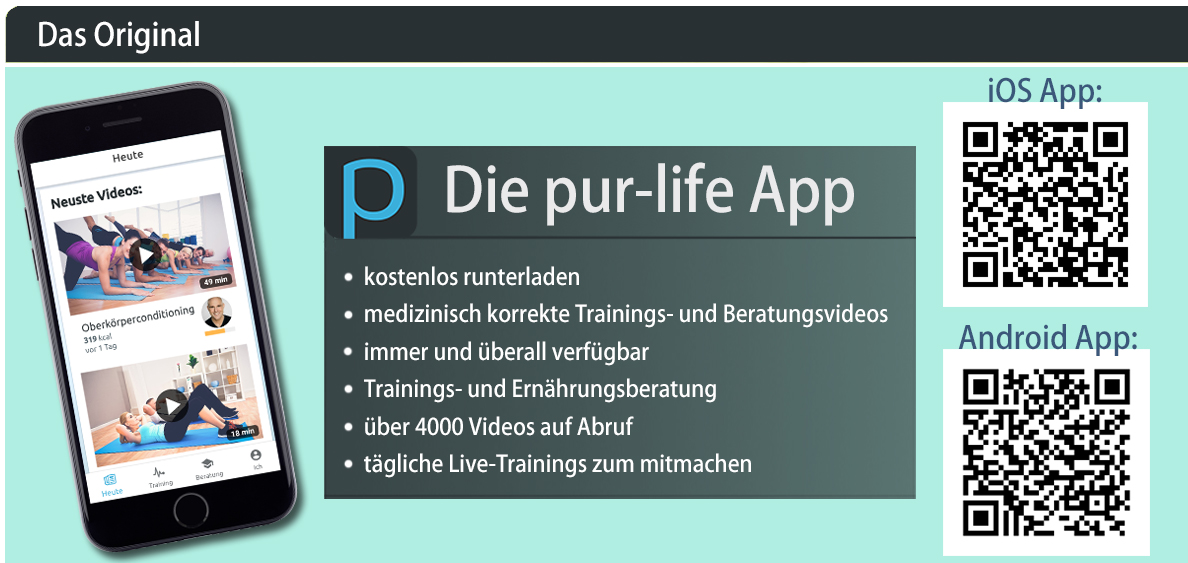 Das Original
Heute
Neuste Videos:
49 min
Oberkörperconditioning
319 kcal
vor 1 Tag
18 min
Heute
Training
Beratung
Ich
p
Die pur-life App
• kostenlos runterladen
• medizinisch korrekte Trainings- und Beratungsvideos
• immer und überall verfügbar
• Trainings- und Ernährungsberatung
• über 4000 Videos auf Abruf
• tägliche Live-Trainings zum mitmachen
iOS App:
Android App: